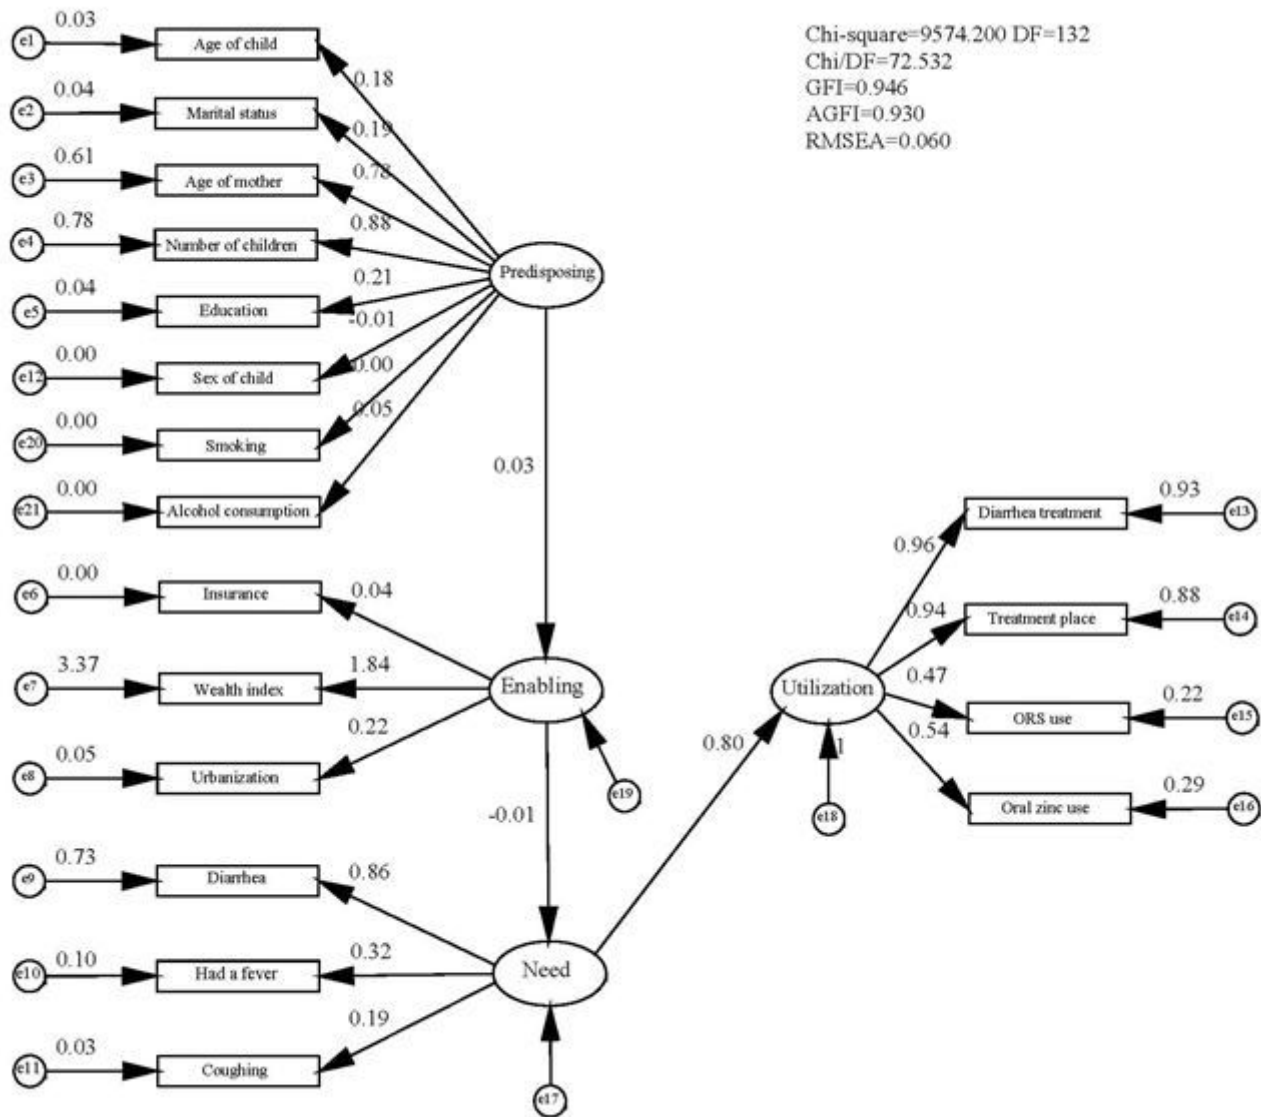 Chi-square=9574.200 DF=132
Chi/DF=72.532
GFI=0.946
AGFI=0.930
RMSEA=0.060
e1
0.03
Age of child
0.18
e2
0.04
Marital status
0.19
e3
0.61
Age of mother
0.78
e4
0.78
Number of children
0.88
Predisposing
e5
0.04
Education
0.21
e12
0.00
Sex of child
-0.01
e20
0.00
Smoking
0.00
e21
0.00
Alcohol consumption
0.05
0.03
e6
0.00
Insurance
0.04
e7
3.37
Wealth index
1.84
Enabling
e8
0.05
Urbanization
0.22
e19
-0.01
e9
0.73
Diarrhea
0.86
e10
0.10
Had a fever
0.32
Need
e11
0.03
Coughing
0.19
e17
0.80
Utilization
1
e18
0.96
Diarrhea treatment
0.93
e13
0.94
Treatment place
0.88
e14
0.47
ORS use
0.22
e15
0.54
Oral zinc use
0.29
e16